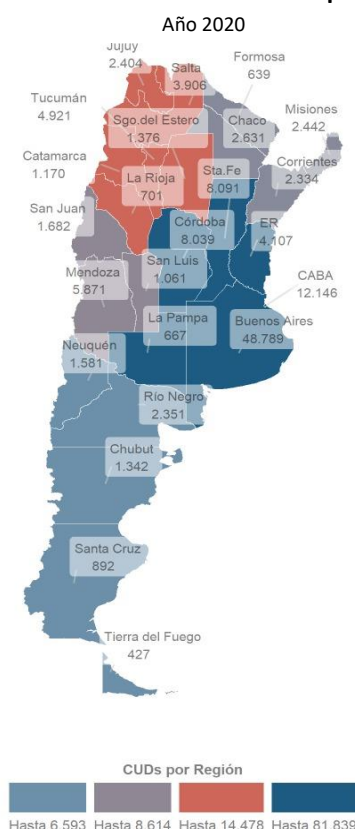 Año 2020
Jujuy
2.404
Salta
3.906
Formosa
639
Tucumán
4.921
Sgo.del Estero
1.376
Chaco
2.631
Misiones
2.442
Catamarca
1.170
La Rioja
701
Sta.Fe
8.091
Corrientes
2.334
San Juan
1.682
Córdoba
8.039
ER
4.107
Mendoza
5.871
San Luis
1.061
CABA
12.146
La Pampa
667
Buenos Aires
48.789
Neuquén
1.581
Río Negro
2.351
Chubut
1.342
Santa Cruz
892
Tierra del Fuego
427
CUDs por Región
Hasta 6.593 Hasta 8.614 Hasta 14.478 Hasta 81.839